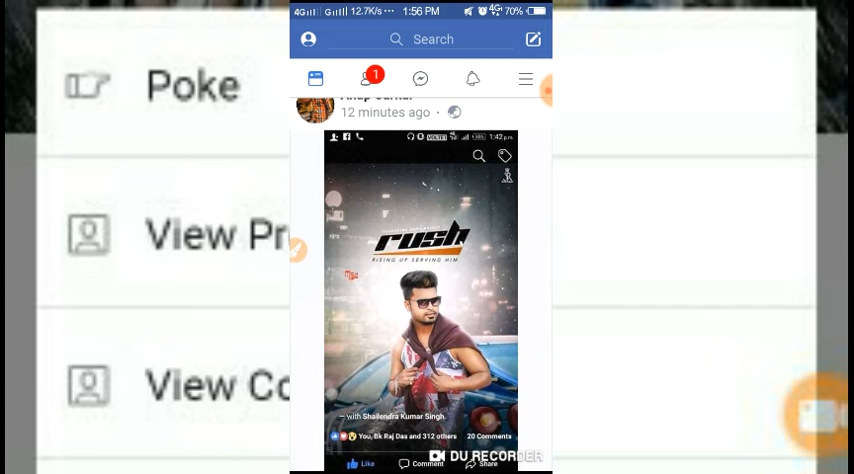 Poke
View Pr
View Co
4G G 12.7K/s ··· 1:56 PM 4G 70%
Search
1
12 minutes ago ·
VOLTE 1:42 p.m.
rush
RISING UP SERVING HIM
— with Shailendra Kumar Singh.
You, Bk Raj Das and 312 others 20 Comments
Like Comment Share
DU RECORDER